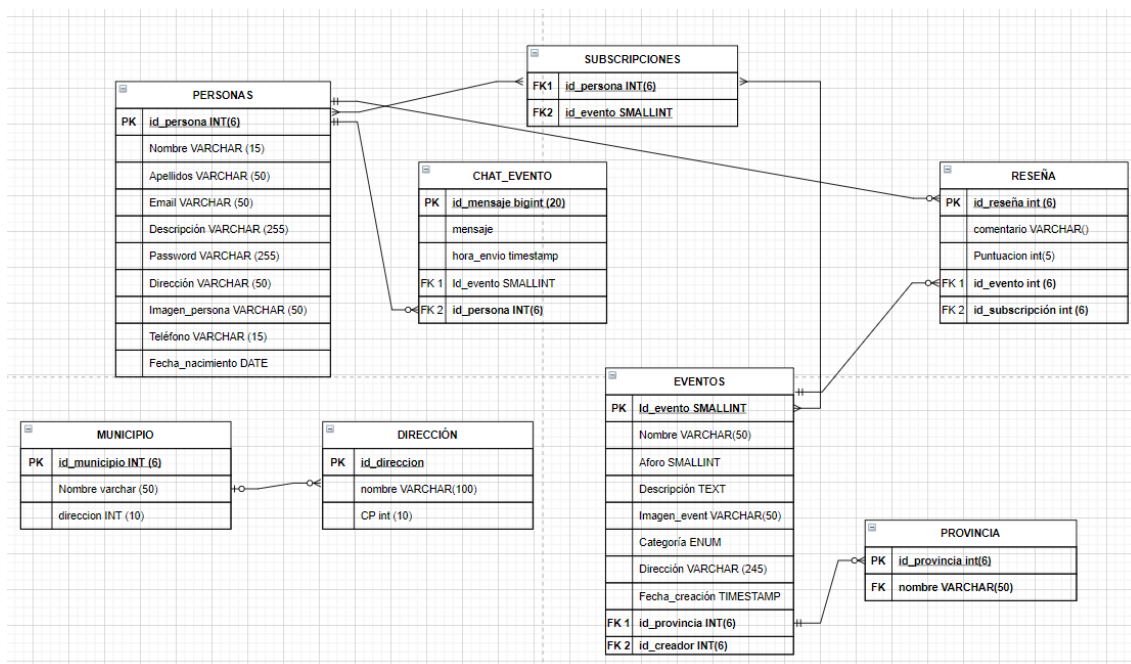 SUBSCRIPCIONES
FK1 id_persona INT(6)
FK2 id_evento SMALLINT
PERSONAS
PK id_persona INT(6)
Nombre VARCHAR (15)
Apellidos VARCHAR (50)
Email VARCHAR (50)
Descripción VARCHAR (255)
Password VARCHAR (255)
Dirección VARCHAR (50)
Imagen_persona VARCHAR (50)
Teléfono VARCHAR (15)
Fecha_nacimiento DATE
CHAT_EVENTO
PK id_mensaje bigint (20)
mensaje
hora_envio timestamp
FK 1 Id_evento SMALLINT
FK 2 id_persona INT(6)
RESEÑA
PK id_reseña int (6)
comentario VARCHAR()
Puntuacion int(5)
FK 1 id_evento int (6)
FK 2 id_subscripción int (6)
MUNICIPIO
PK id_municipio INT (6)
Nombre varchar (50)
direccion INT (10)
DIRECCIÓN
PK id_direccion
nombre VARCHAR(100)
CP int (10)
EVENTOS
PK Id_evento SMALLINT
Nombre VARCHAR(50)
Aforo SMALLINT
Descripción TEXT
Imagen_event VARCHAR(50)
Categoría ENUM
Dirección VARCHAR (245)
Fecha_creación TIMESTAMP
FK 1 id_provincia INT(6)
FK 2 id_creador INT(6)
PROVINCIA
PK id_provincia int(6)
FK nombre VARCHAR(50)